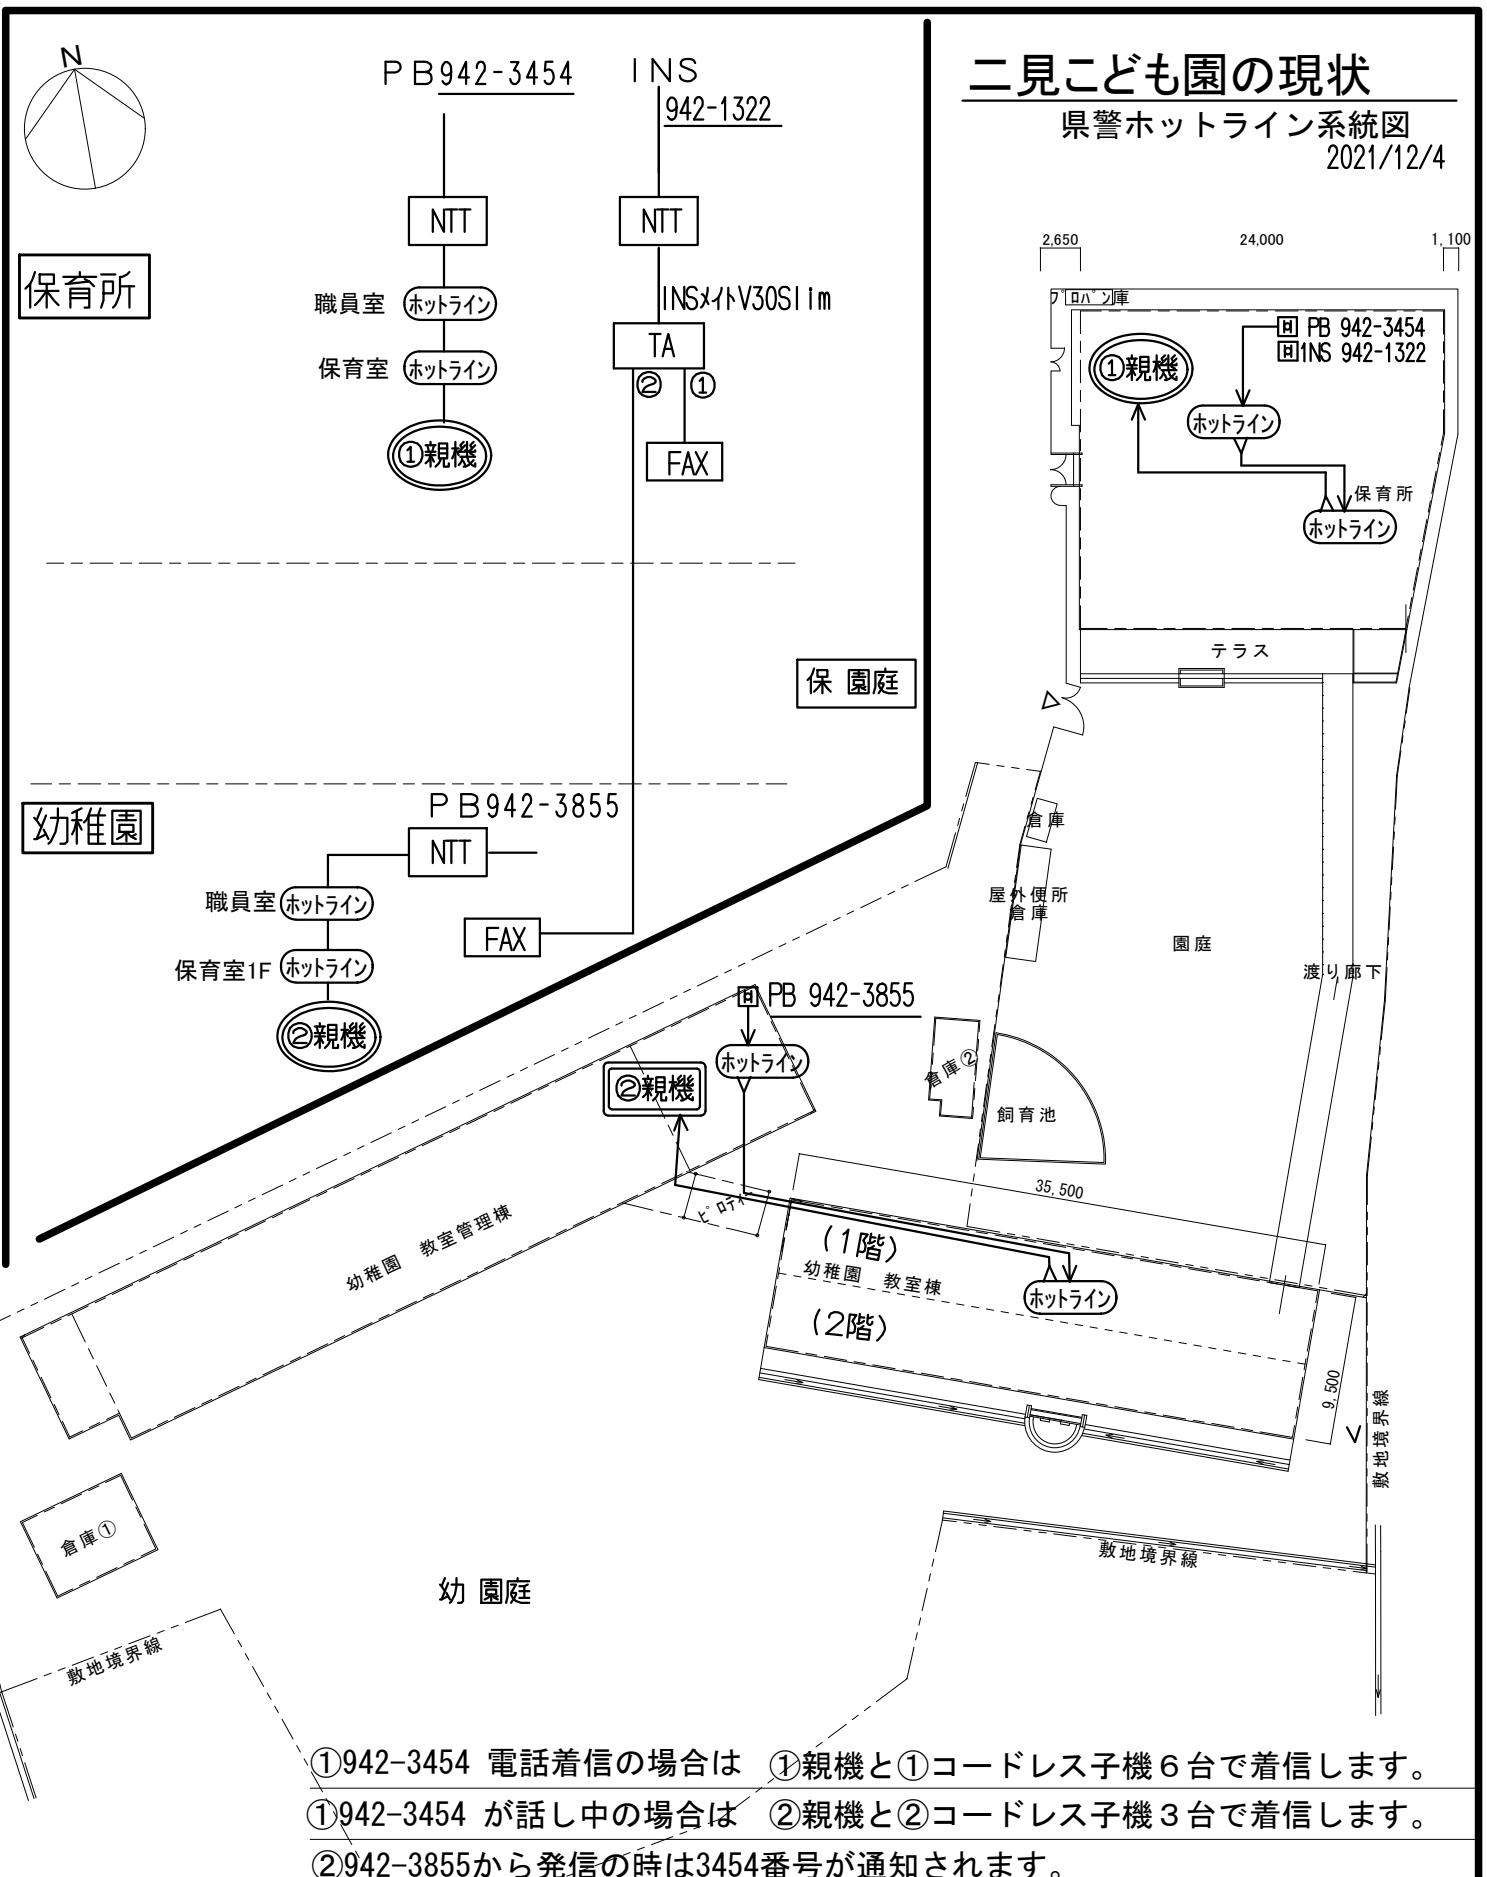 N
PB942-3454
INS
942-1322
二見こども園の現状
県警ホットライン系統図
2021/12/4
NTT
NTT
保育所
職員室 ホットライン
保育室 ホットライン
①親機
INSメイトV30Slim
TA
② ①
FAX
2,650
24,000
1,100
プロパン庫
PB 942-3454
INS 942-1322
①親機
ホットライン
保育所
ホットライン
テラス
保 園庭
幼稚園
PB942-3855
NTT
職員室 ホットライン
保育室1F ホットライン
②親機
FAX
倉庫
屋外便所
倉庫
園庭
渡り廊下
PB 942-3855
ホットライン
②親機
倉庫②
飼育池
35,500
ピロティ
幼稚園 教室管理棟
(1階)
幼稚園 教室棟
ホットライン
(2階)
9,500
敷地境界線
敷地境界線
倉庫①
幼 園庭
敷地境界線
①942-3454 電話着信の場合は ①親機と①コードレス子機6台で着信します。
①942-3454 が話し中の場合は ②親機と②コードレス子機3台で着信します。
②942-3855から発信の時は3454番号が通知されます。